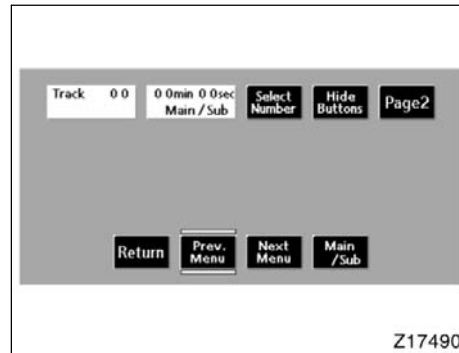 Track 0 0
0 0min 0 0sec
Main / Sub
Select
Number
Hide
Buttons
Page2
Return
Prev.
Menu
Next
Menu
Main
/Sub
Z17490